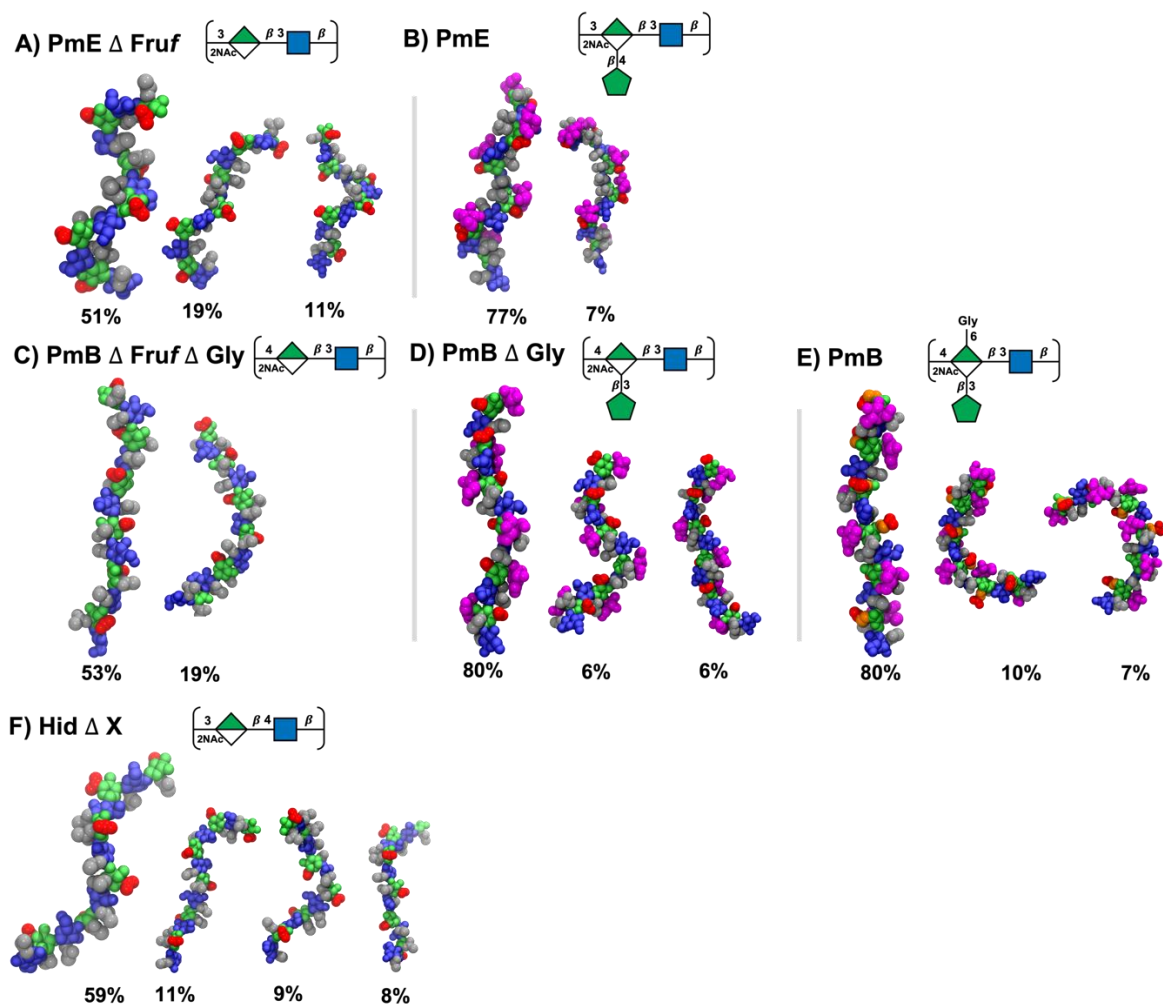 A) PmE Δ Fruf
3 β 3 β
2NAc
B) PmE
3 β 3 β
2NAc
β 4
51% 19% 11%
77% 7%
C) PmB Δ Fruf Δ Gly
4 β 3 β
2NAc
D) PmB Δ Gly
4 β 3 β
2NAc
β 3
E) PmB
Gly
6
4 β 3 β
2NAc
β 3
53% 19%
80% 6% 6%
80% 10% 7%
F) Hid Δ X
3 β 4 β
2NAc
59% 11% 9% 8%